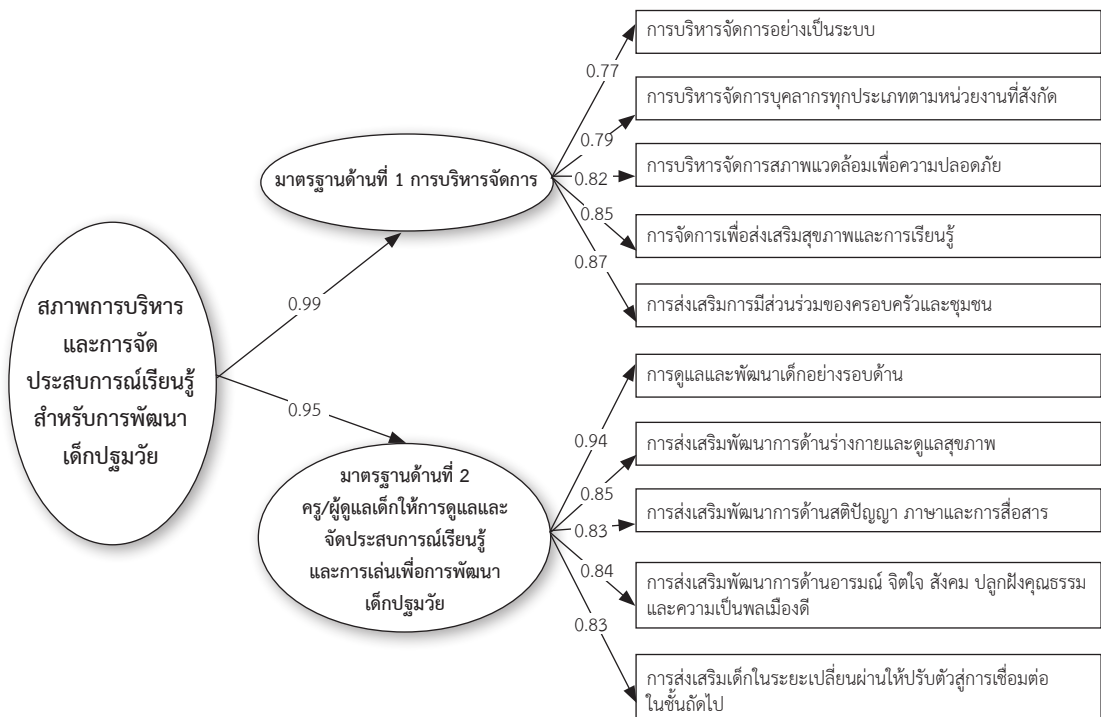 สภาพการบริหาร
และการจัด
ประสบการณ์เรียนรู้
สำหรับการพัฒนา
เด็กปฐมวัย
0.99
0.95
มาตรฐานด้านที่ 1 การบริหารจัดการ
0.77
0.79
0.82
0.85
0.87
การบริหารจัดการอย่างเป็นระบบ
การบริหารจัดการบุคลากรทุกประเภทตามหน่วยงานที่สังกัด
การบริหารจัดการสภาพแวดล้อมเพื่อความปลอดภัย
การจัดการเพื่อส่งเสริมสุขภาพและการเรียนรู้
การส่งเสริมการมีส่วนร่วมของครอบครัวและชุมชน
มาตรฐานด้านที่ 2
ครู/ผู้ดูแลเด็กให้การดูแลและ
จัดประสบการณ์เรียนรู้
และการเล่นเพื่อการพัฒนา
เด็กปฐมวัย
0.94
0.85
0.83
0.84
0.83
การดูแลและพัฒนาเด็กอย่างรอบด้าน
การส่งเสริมพัฒนาการด้านร่างกายและดูแลสุขภาพ
การส่งเสริมพัฒนาการด้านสติปัญญา ภาษาและการสื่อสาร
การส่งเสริมพัฒนาการด้านอารมณ์ จิตใจ สังคม ปลูกฝังคุณธรรม
และความเป็นพลเมืองดี
การส่งเสริมเด็กในระยะเปลี่ยนผ่านให้ปรับตัวสู่การเชื่อมต่อ
ในชั้นถัดไป